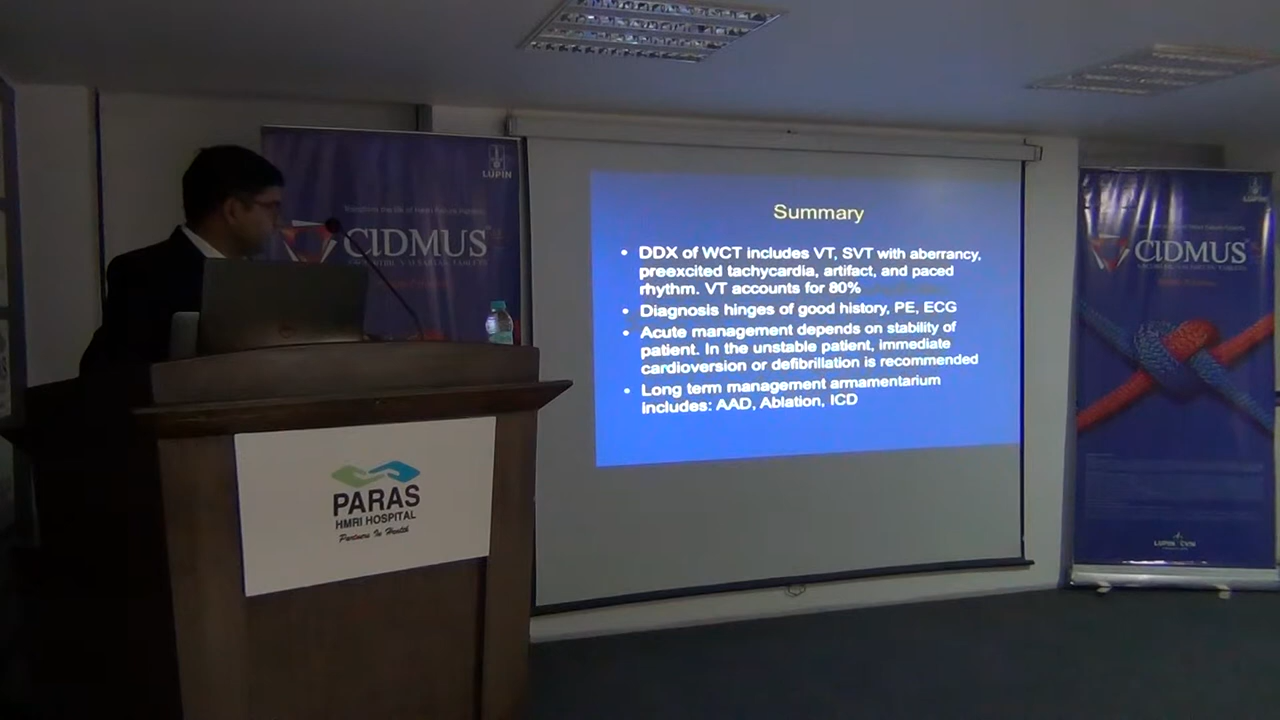 LUPIN
CIDMUS
Summary
DDX of WCT includes VT, SVT with aberrancy,
preexcited tachycardia, artifact, and paced
rhythm. VT accounts for 80%
Diagnosis hinges of good history, PE, ECG
Acute management depends on stability of
patient. In the unstable patient, immediate
cardioversion or defibrillation is recommended
Long term management armamentarium
includes: AAD, Ablation, ICD
PARAS
HMRI HOSPITAL
Partners In Health
LUPIN
CIDMUS
LUPIN